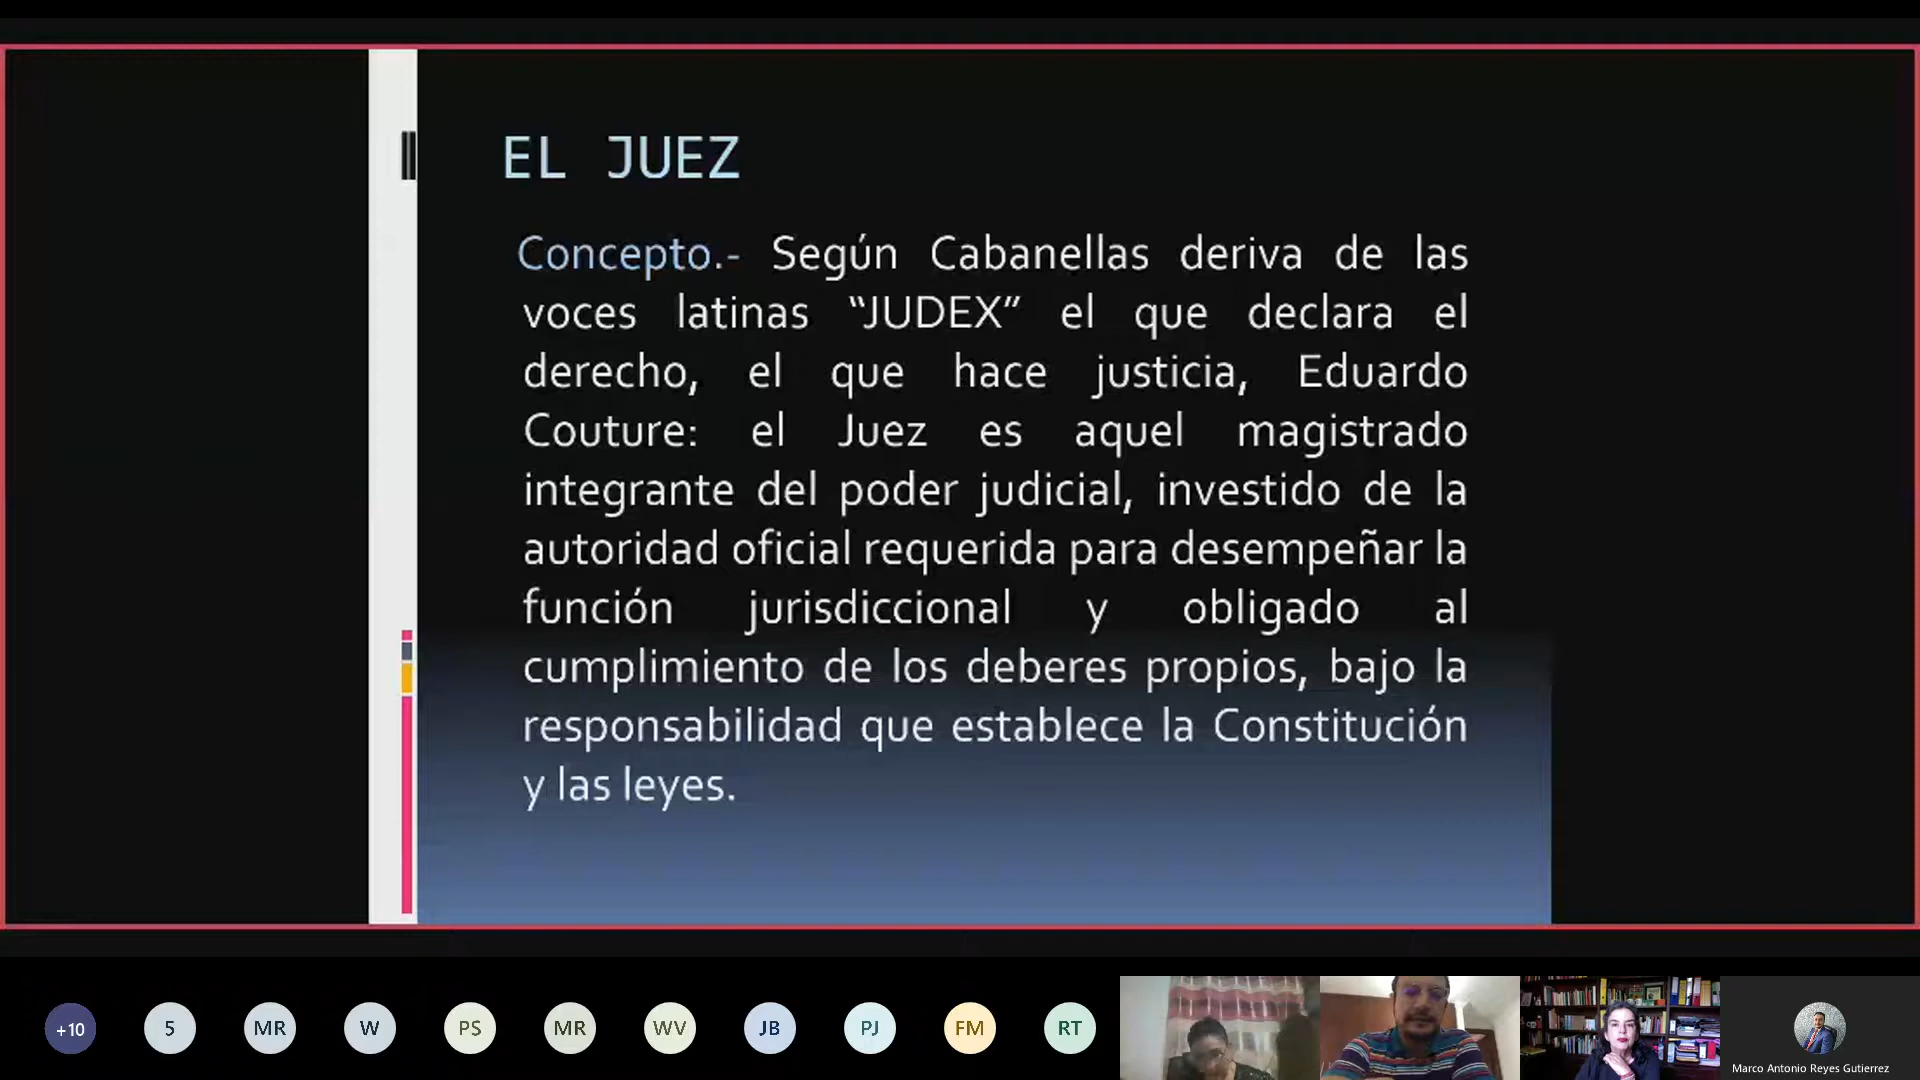 EL JUEZ
Concepto.- Según Cabanellas deriva de las
voces latinas “JUDEX” el que declara el
derecho, el que hace justicia, Eduardo
Couture: el Juez es aquel magistrado
integrante del poder judicial, investido de la
autoridad oficial requerida para desempeñar la
función jurisdiccional y obligado al
cumplimiento de los deberes propios, bajo la
responsabilidad que establece la Constitución
y las leyes.
+10 5 MR W PS MR WV JB PJ FM RT
Marco Antonio Reyes Gutierrez